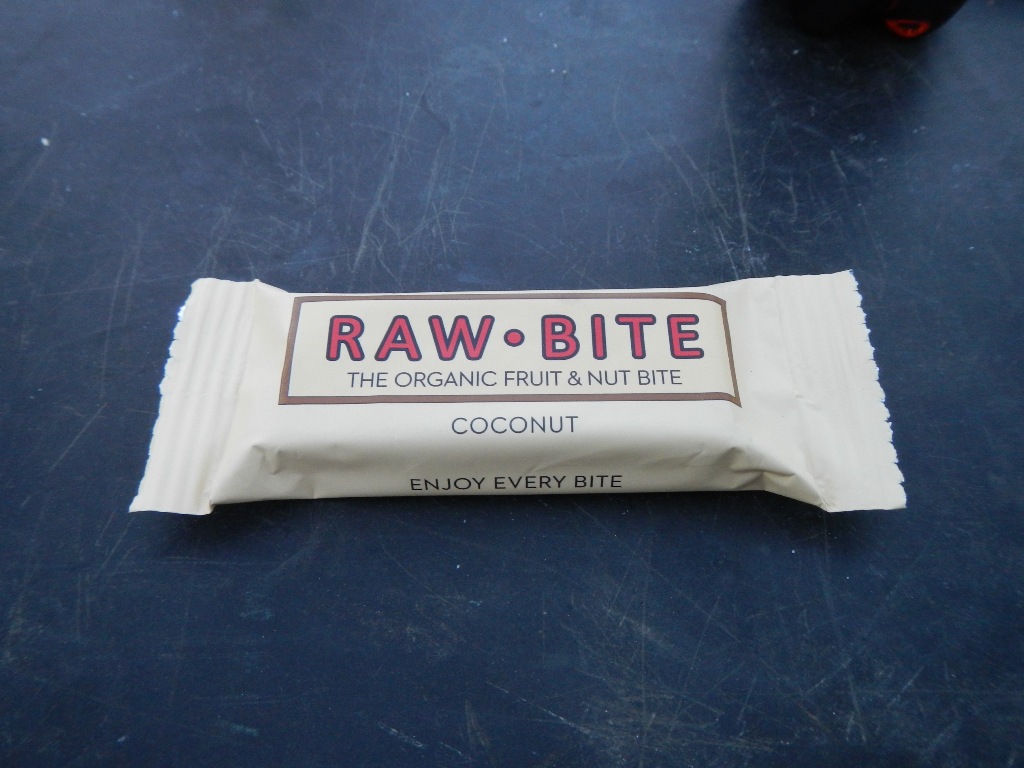 RAW•BITE
THE ORGANIC FRUIT & NUT BITE
COCONUT
ENJOY EVERY BITE